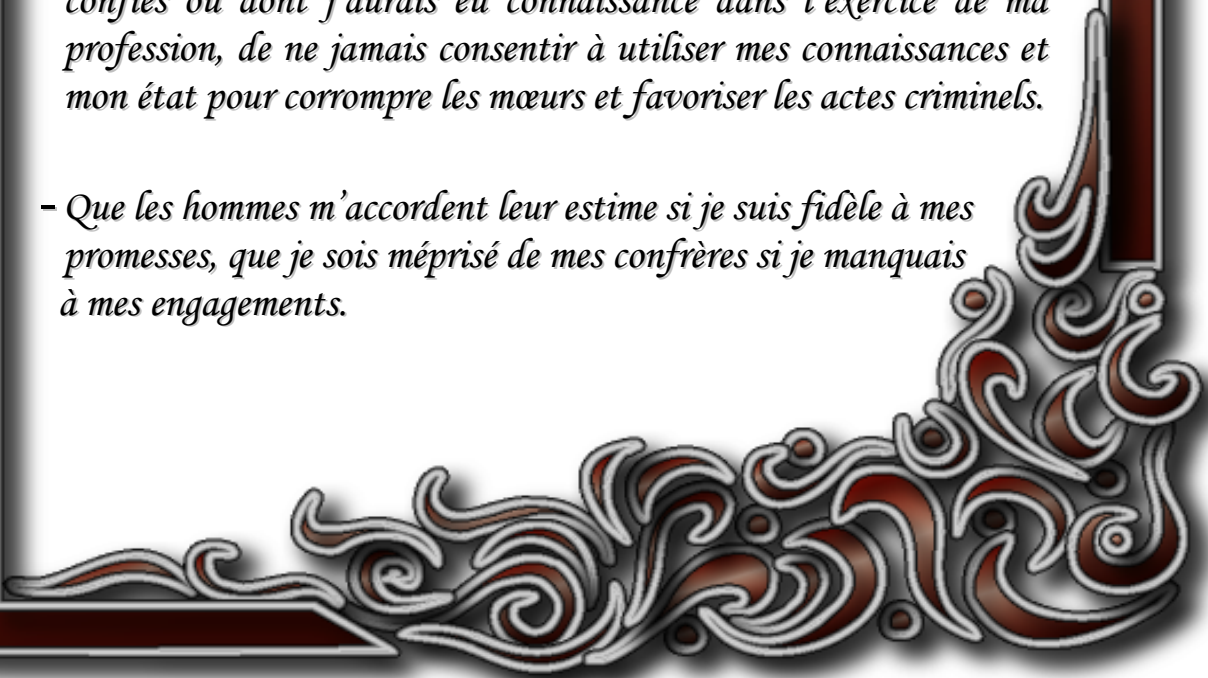 confiés ou dont j'aurais eu connaissance dans l'exercice de ma
profession, de ne jamais consentir à utiliser mes connaissances et
mon état pour corrompre les mœurs et favoriser les actes criminels.
- Que les hommes m'accordent leur estime si je suis fidèle à mes
promesses, que je sois méprisé de mes confrères si je manquais
à mes engagements.